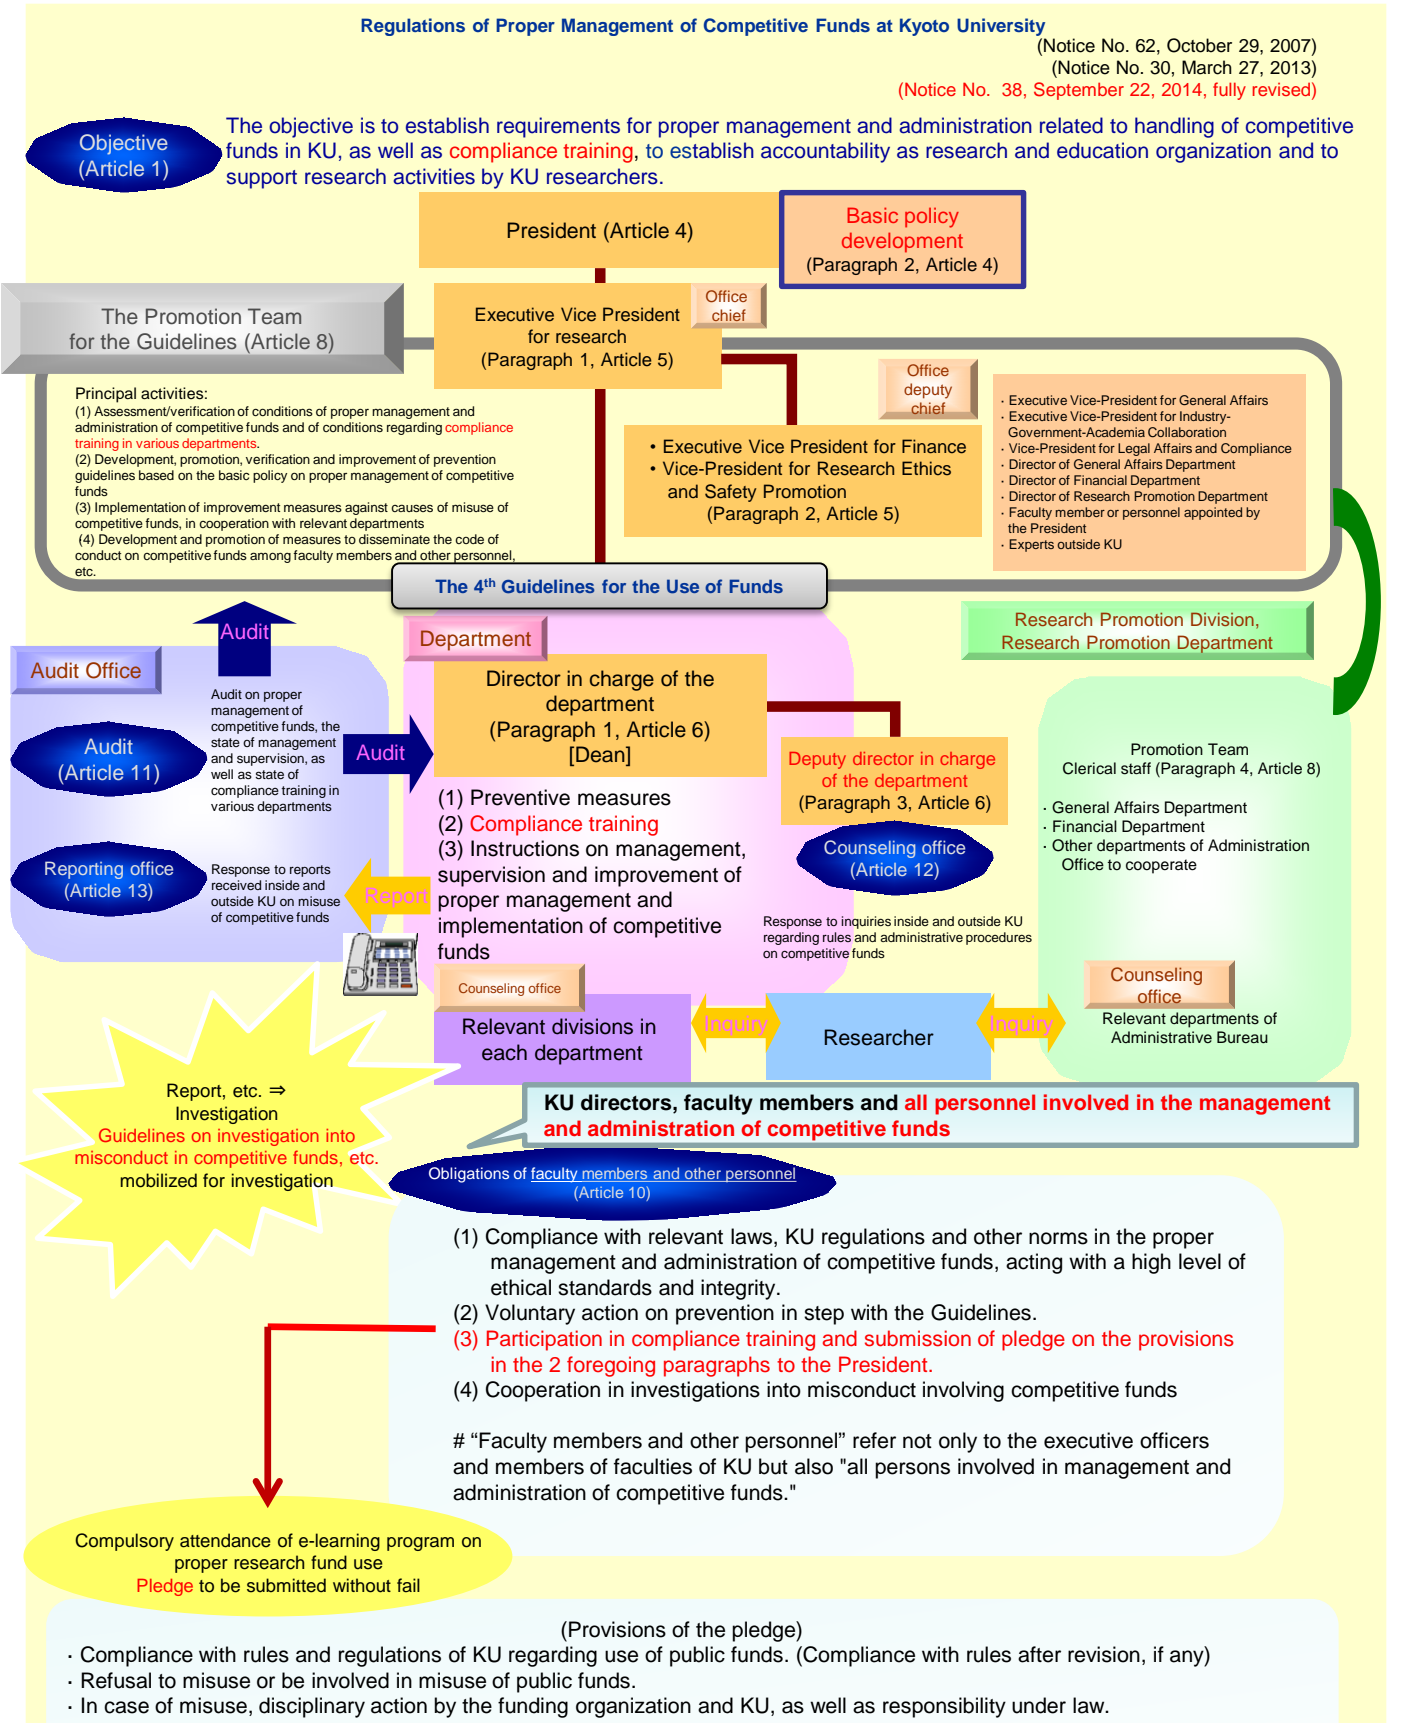 Regulations of Proper Management of Competitive Funds at Kyoto University
(Notice No. 62, October 29, 2007)
(Notice No. 30, March 27, 2013)
(Notice No. 38, September 22, 2014, fully revised)
Objective
(Article 1)
The objective is to establish requirements for proper management and administration related to handling of competitive
funds in KU, as well as compliance training, to establish accountability as research and education organization and to
support research activities by KU researchers.
President (Article 4)
Basic policy
development
(Paragraph 2, Article 4)
The Promotion Team
for the Guidelines (Article 8)
Executive Vice President
for research
(Paragraph 1, Article 5)
Office
chief
Principal activities:
(1) Assessment/verification of conditions of proper management and
administration of competitive funds and of conditions regarding compliance
training in various departments.
(2) Development, promotion, verification and improvement of prevention
guidelines based on the basic policy on proper management of competitive
funds
(3) Implementation of improvement measures against causes of misuse of
competitive funds, in cooperation with relevant departments
(4) Development and promotion of measures to disseminate the code of
conduct on competitive funds among faculty members and other personnel,
etc.
Office
deputy
chief
• Executive Vice President for Finance
• Vice-President for Research Ethics
and Safety Promotion
(Paragraph 2, Article 5)
· Executive Vice-President for General Affairs
· Executive Vice-President for Industry-
Government-Academia Collaboration
· Vice-President for Legal Affairs and Compliance
· Director of General Affairs Department
· Director of Financial Department
· Director of Research Promotion Department
· Faculty member or personnel appointed by
the President
· Experts outside KU
The 4th Guidelines for the Use of Funds
Audit
Audit Office
Audit on proper
management of
competitive funds, the
state of management
and supervision, as
well as state of
compliance training in
various departments
Audit
(Article 11)
Audit
Reporting office
(Article 13)
Response to reports
received inside and
outside KU on misuse
of competitive funds
Report
Department
Director in charge of the
department
(Paragraph 1, Article 6)
[Dean]
(1) Preventive measures
(2) Compliance training
(3) Instructions on management,
supervision and improvement of
proper management and
implementation of competitive
funds
Deputy director in charge
of the department
(Paragraph 3, Article 6)
Counseling office
(Article 12)
Response to inquiries inside and outside KU
regarding rules and administrative procedures
on competitive funds
Research Promotion Division,
Research Promotion Department
Promotion Team
Clerical staff (Paragraph 4, Article 8)
· General Affairs Department
· Financial Department
· Other departments of Administration
Office to cooperate
Counseling
office
Relevant departments of
Administrative Bureau
Counseling office
Relevant divisions in
each department
Inquiry
Researcher
Inquiry
Report, etc. ⇒
Investigation
Guidelines on investigation into
misconduct in competitive funds, etc.
mobilized for investigation
KU directors, faculty members and all personnel involved in the management
and administration of competitive funds
Obligations of faculty members and other personnel
(Article 10)
(1) Compliance with relevant laws, KU regulations and other norms in the proper
management and administration of competitive funds, acting with a high level of
ethical standards and integrity.
(2) Voluntary action on prevention in step with the Guidelines.
(3) Participation in compliance training and submission of pledge on the provisions
in the 2 foregoing paragraphs to the President.
(4) Cooperation in investigations into misconduct involving competitive funds
# “Faculty members and other personnel” refer not only to the executive officers
and members of faculties of KU but also "all persons involved in management and
administration of competitive funds."
Compulsory attendance of e-learning program on
proper research fund use
Pledge to be submitted without fail
(Provisions of the pledge)
· Compliance with rules and regulations of KU regarding use of public funds. (Compliance with rules after revision, if any)
· Refusal to misuse or be involved in misuse of public funds.
· In case of misuse, disciplinary action by the funding organization and KU, as well as responsibility under law.